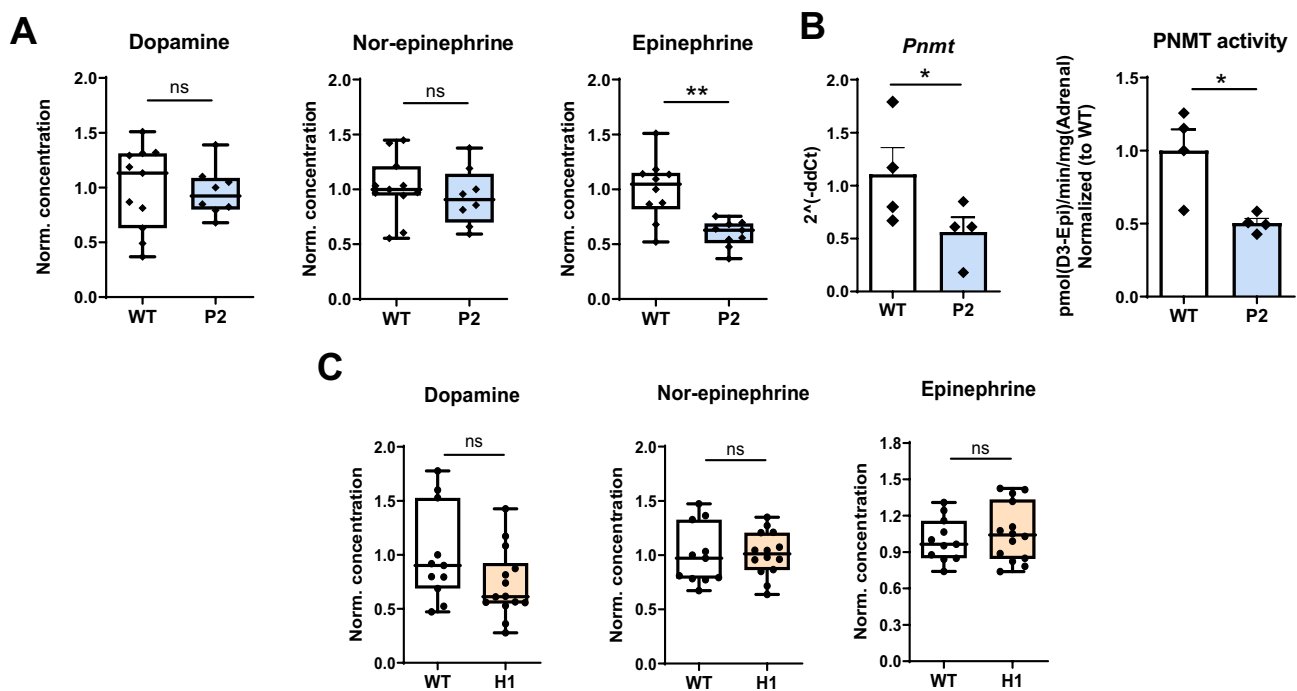 A
Dopamine
Norm. concentration
2.0
1.5
1.0
0.5
0.0
ns
WT
P2
Nor-epinephrine
Norm. concentration
2.0
1.5
1.0
0.5
0.0
ns
WT
P2
Epinephrine
Norm. concentration
2.0
1.5
1.0
0.5
0.0
**
WT
P2
B
Pnmt
2^(-ddCt)
2.0
1.5
1.0
0.5
0.0
*
WT
P2
PNMT activity
pmol(D3-Epi)/min/mg(Adrenal)
Normalized (to WT)
1.5
1.0
0.5
0.0
*
WT
P2
C
Dopamine
Norm. concentration
2.0
1.5
1.0
0.5
0.0
ns
WT
H1
Nor-epinephrine
Norm. concentration
2.0
1.5
1.0
0.5
0.0
ns
WT
H1
Epinephrine
Norm. concentration
1.8
1.5
1.2
0.9
0.6
0.3
0.0
ns
WT
H1